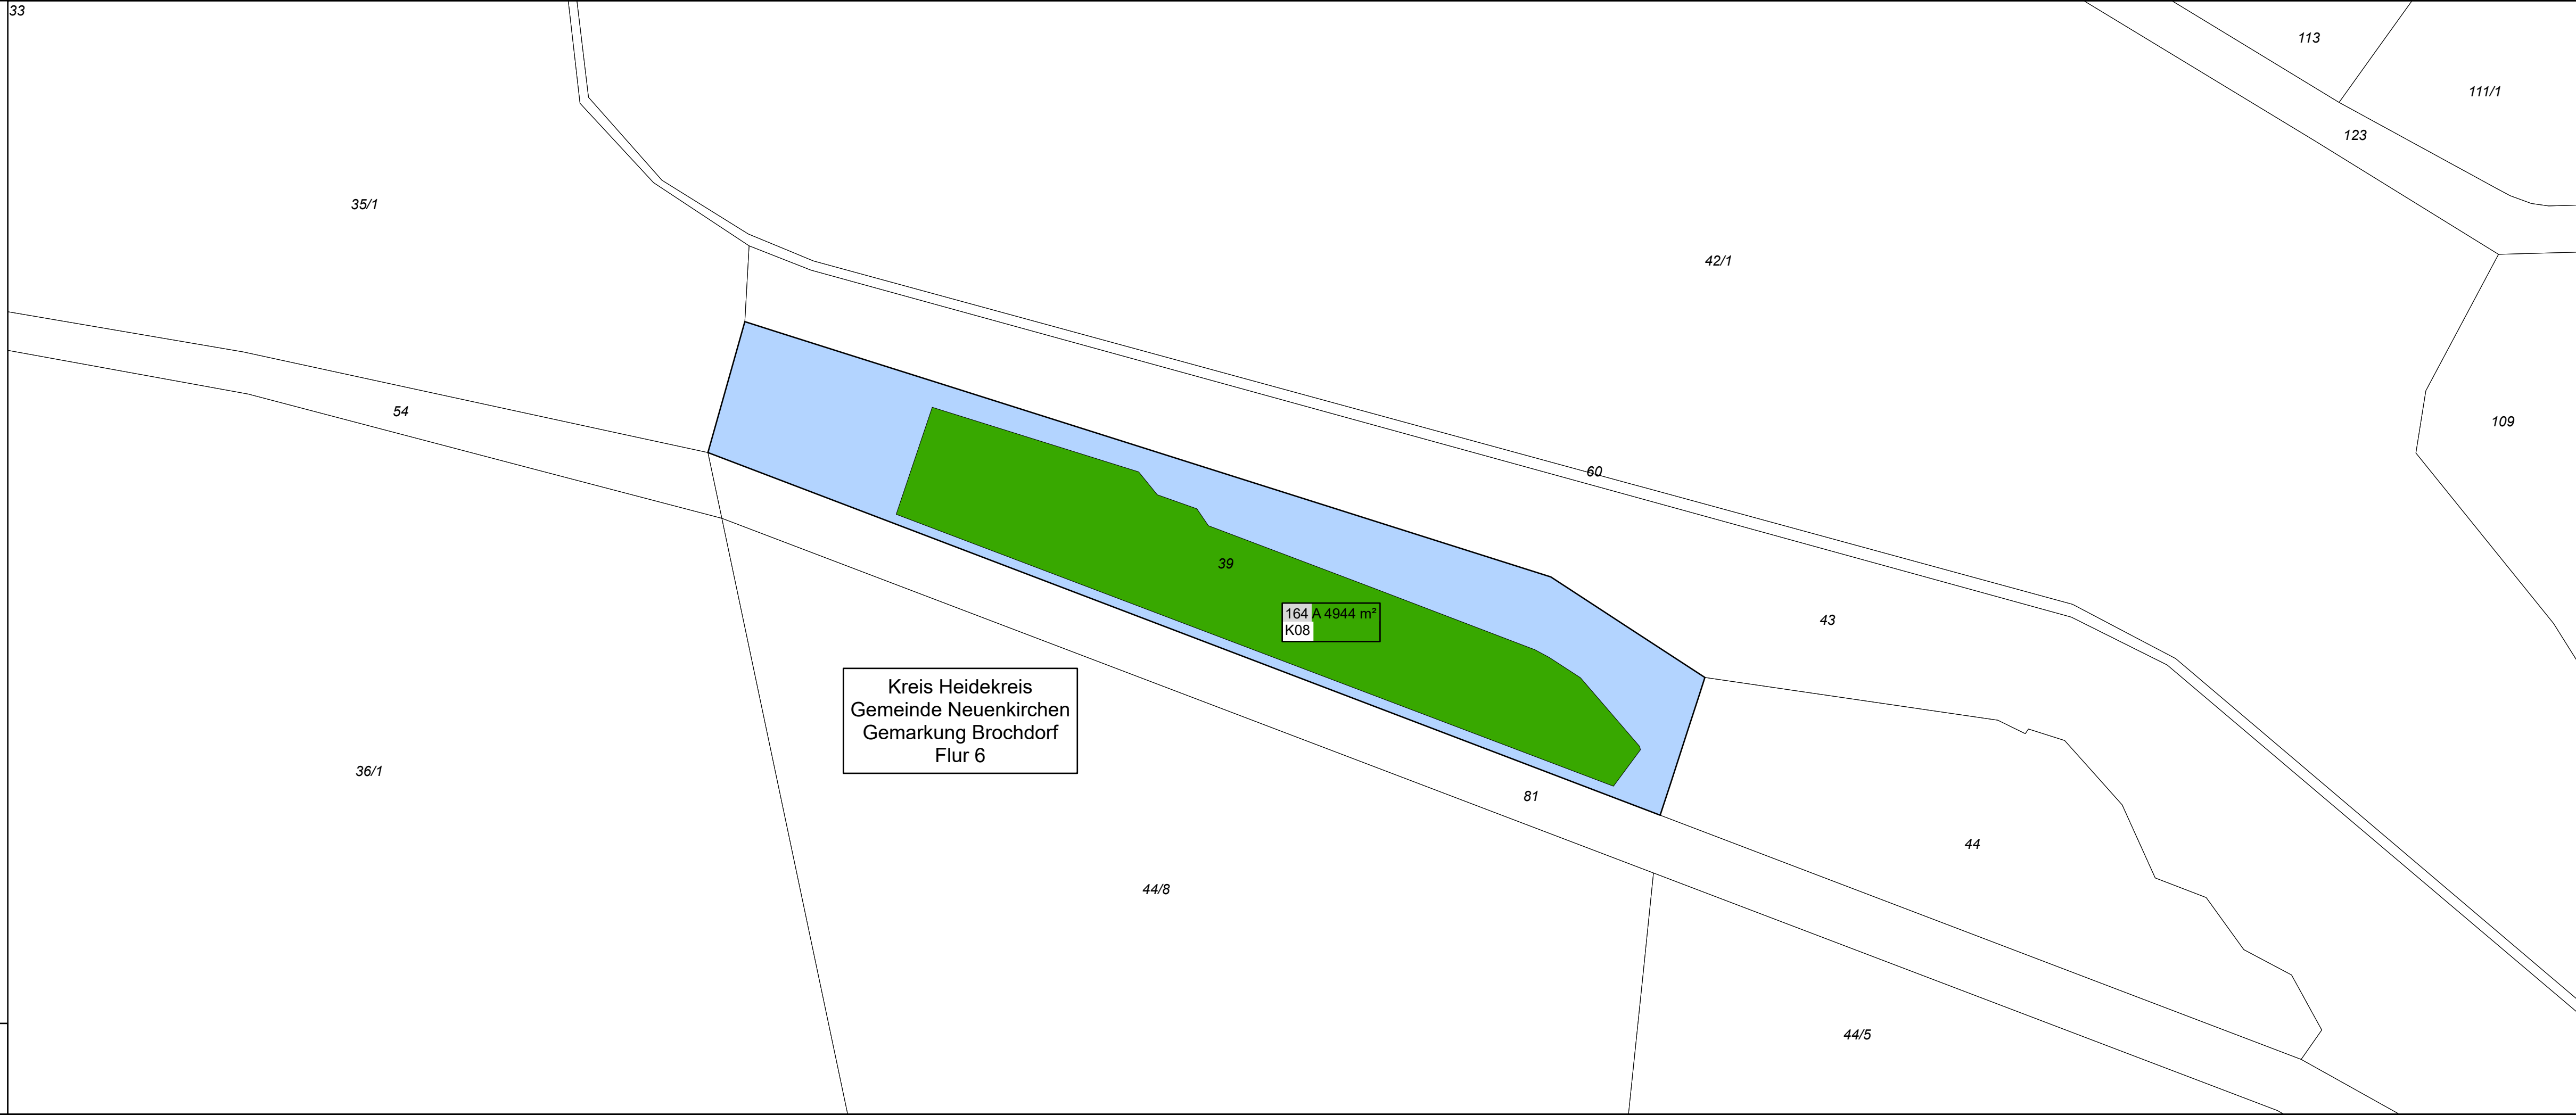 33
113
111/1
123
35/1
42/1
54
109
60
39
164 A 4944 m²
K08
43
Kreis Heidekreis
Gemeinde Neuenkirchen
Gemarkung Brochdorf
Flur 6
36/1
81
44
44/8
44/5